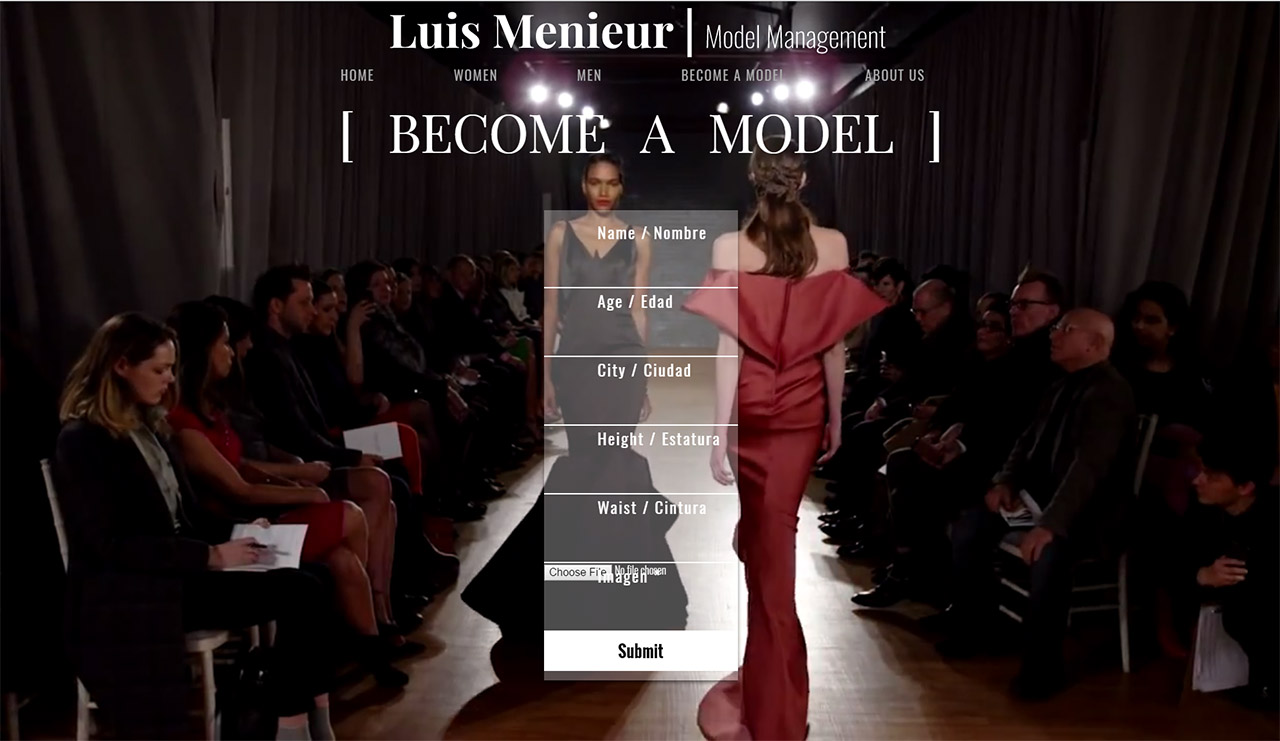 Luis Menieur | Model Management
HOME WOMEN MEN BECOME A MODEL ABOUT US
[ BECOME A MODEL ]
Name / Nombre
Age / Edad
City / Ciudad
Height / Estatura
Waist / Cintura
Choose File No file chosen
Imagen *
Submit